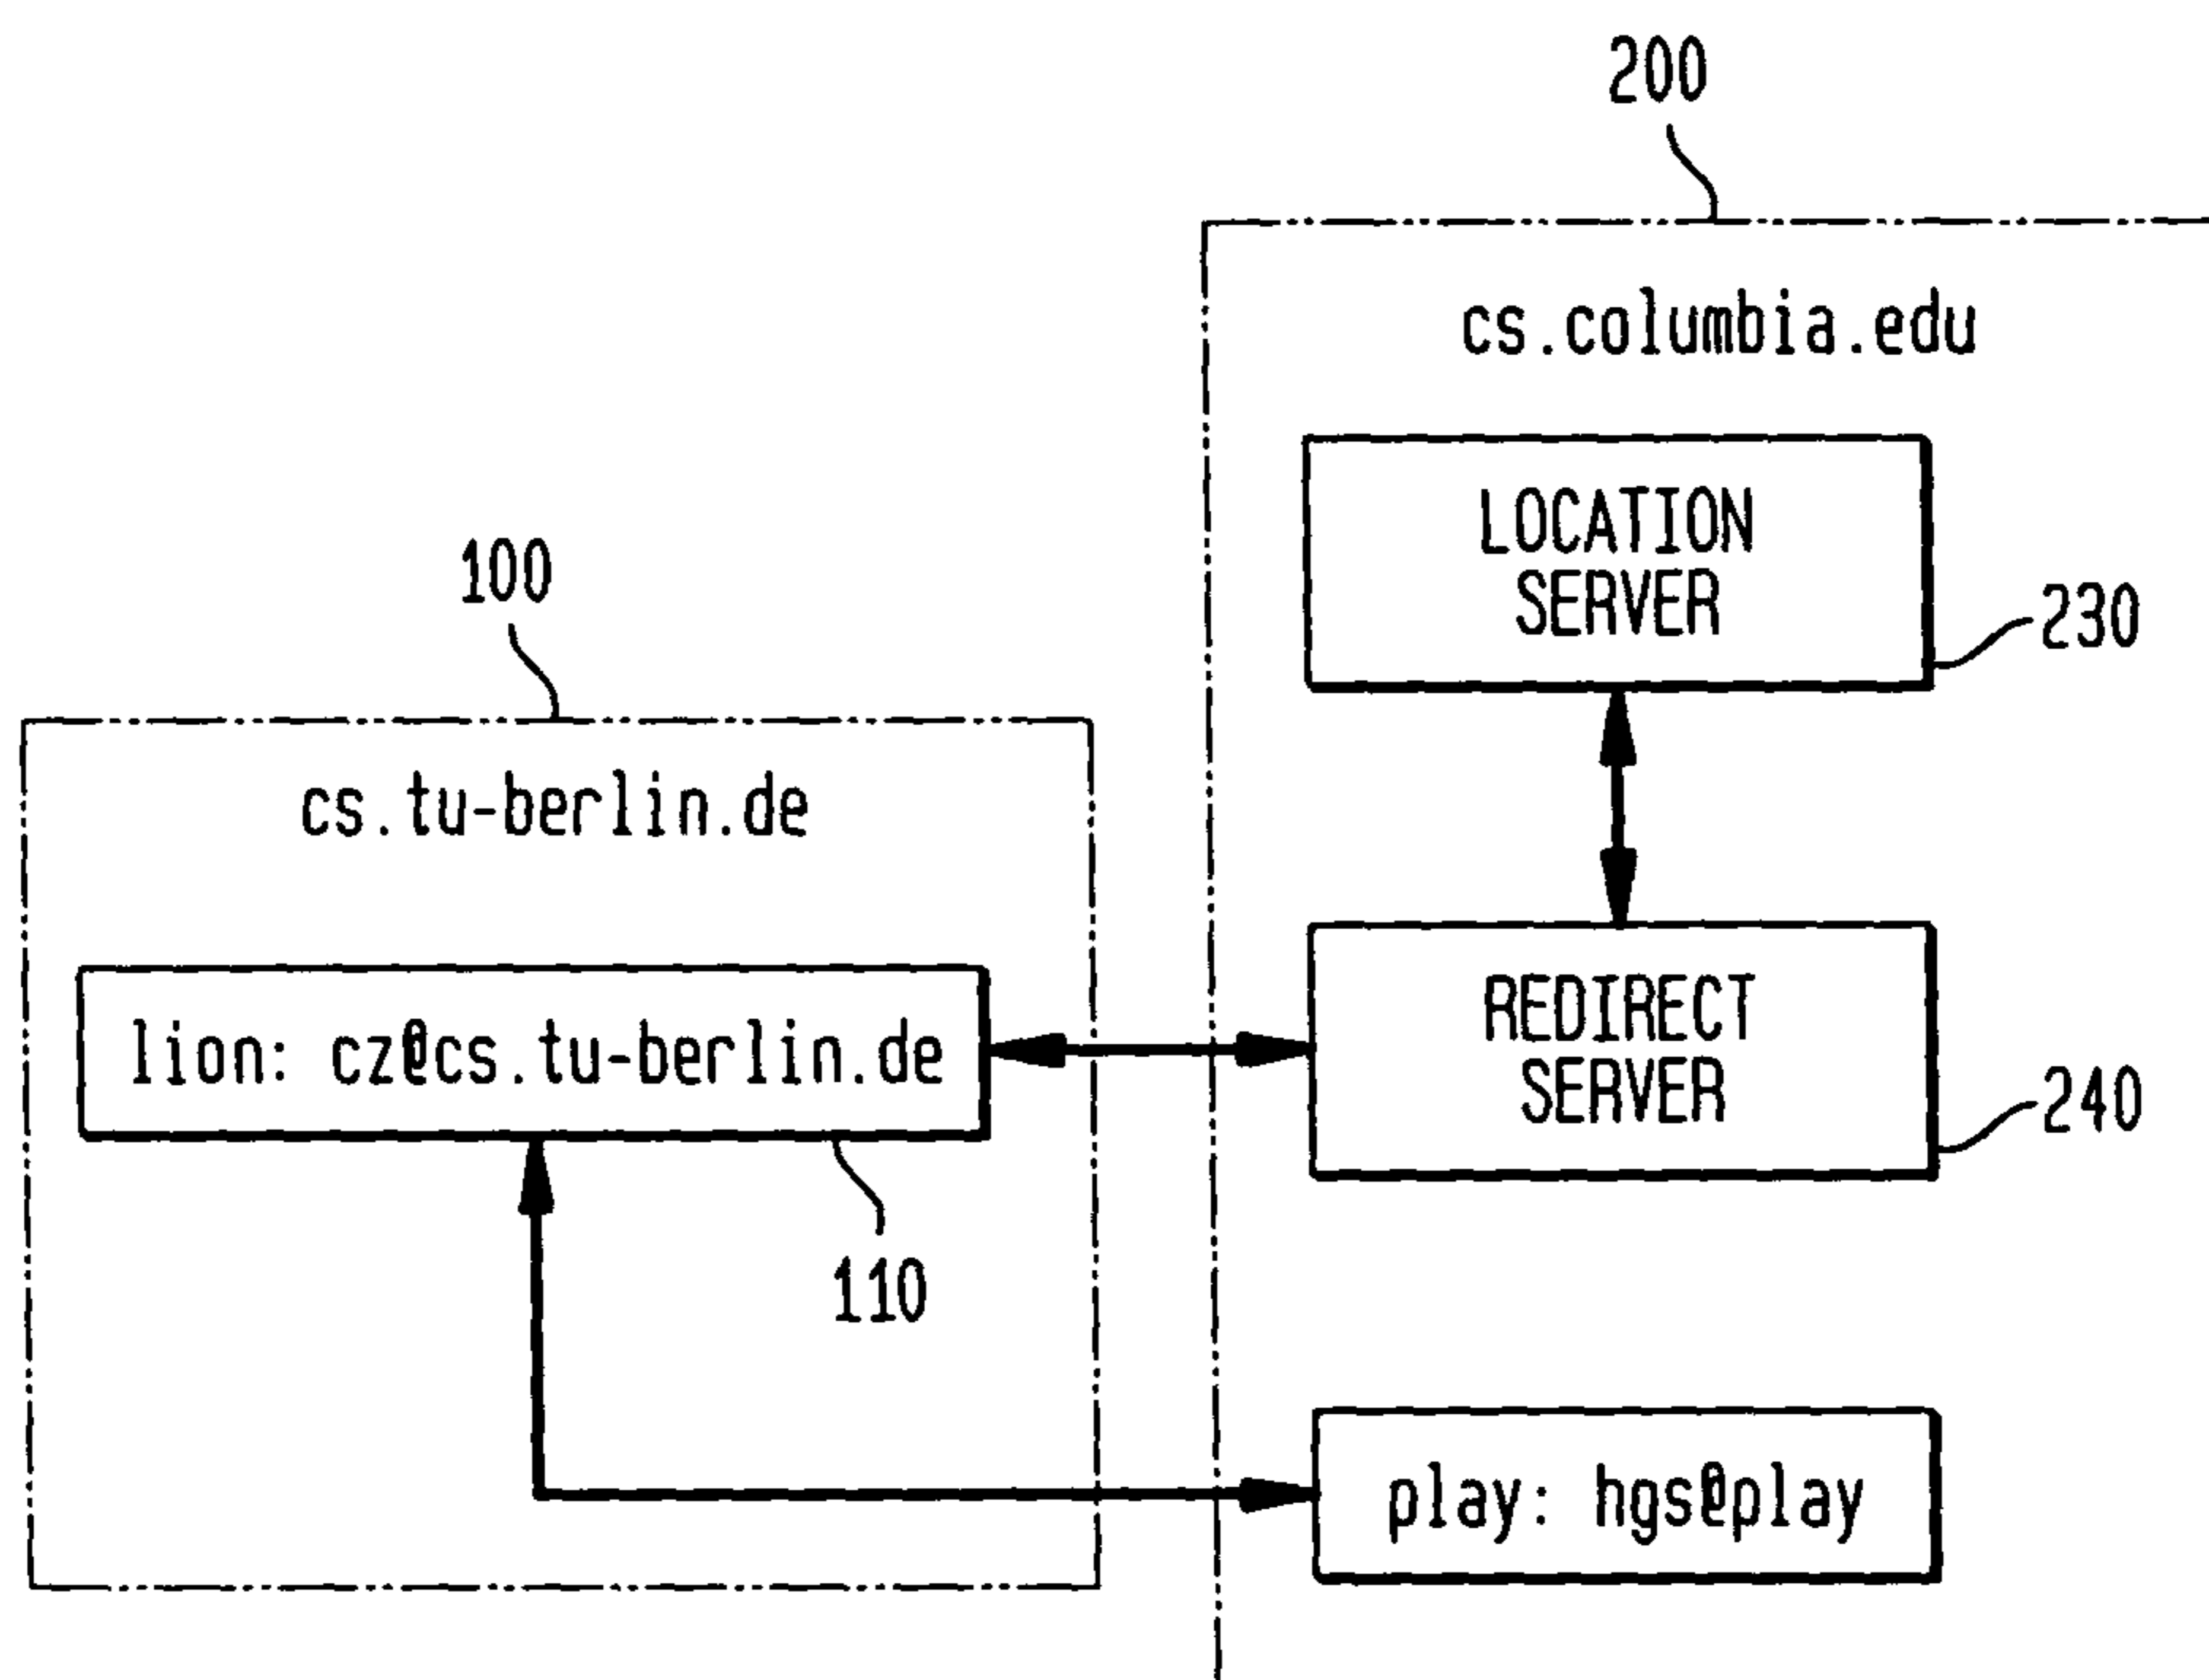 200
cs.columbia.edu
LOCATION
SERVER
230
100
cs.tu-berlin.de
lion: cz@cs.tu-berlin.de
110
REDIRECT
SERVER
240
play: hgs@play